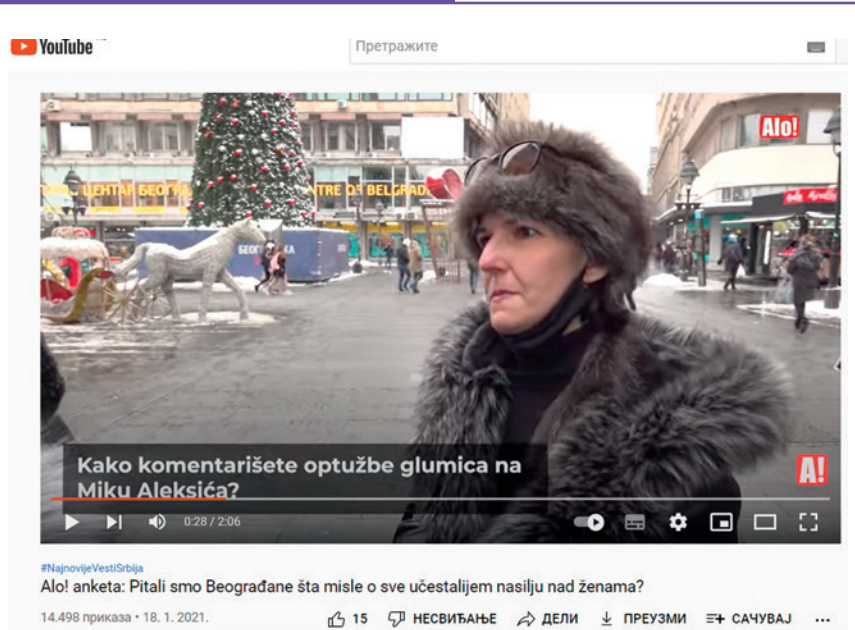 YouTube
Претражите
Alo!
ЦЕНТАР БЕОГРА
NTRE OF BELGRAD
Kako komentarišete optužbe glumica na
Miku Aleksića?
A!
0:28 / 2:06
#NajnovijeVestiSrbija
Alo! anketa: Pitali smo Beograđane šta misle o sve učestalijem nasilju nad ženama?
14.498 приказа • 18. 1. 2021.
15 НЕСВИЂАЊЕ ДЕЛИ ПРЕУЗМИ САЧУВАЈ ...